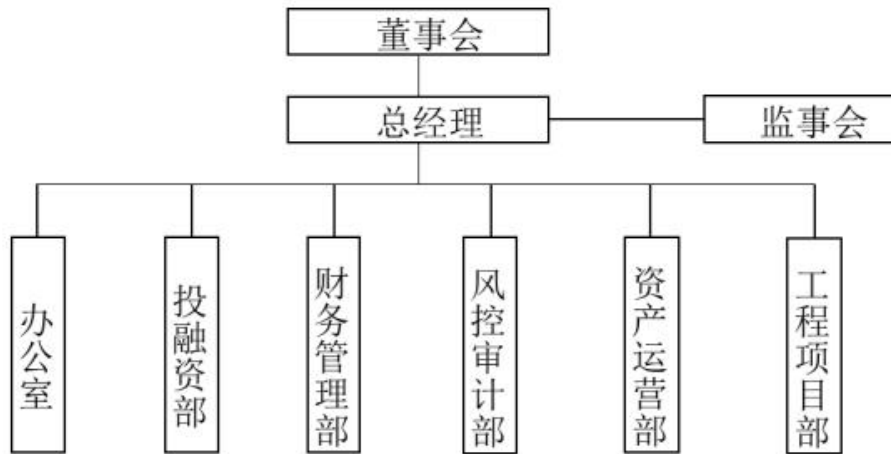 董事会
总经理
监事会
办公室
投融资部
财务管理部
风控审计部
资产运营部
工程项目部